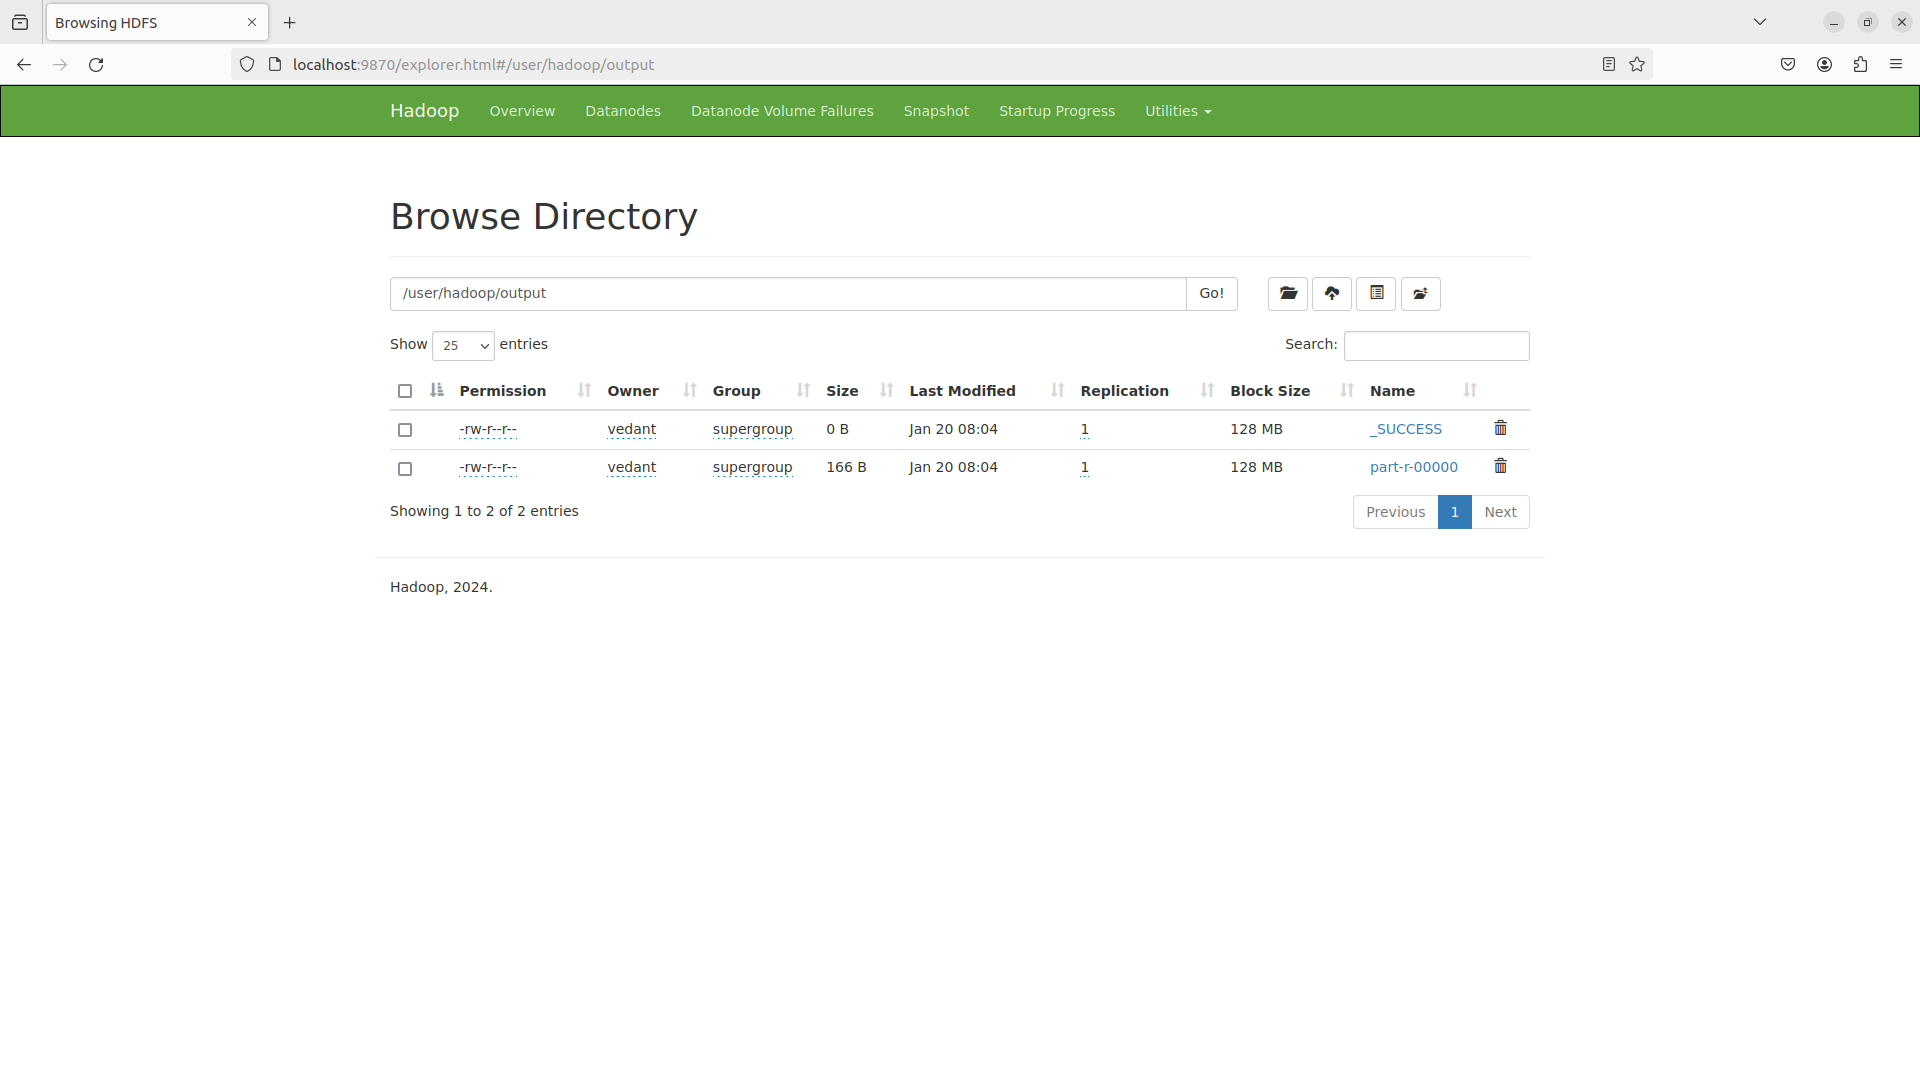 Browsing HDFS
localhost:9870/explorer.html#/user/hadoop/output
Hadoop Overview Datanodes Datanode Volume Failures Snapshot Startup Progress Utilities
Browse Directory
/user/hadoop/output Go!
Show 25 entries Search:
Permission Owner Group Size Last Modified Replication Block Size Name
-rw-r--r-- vedant supergroup 0 B Jan 20 08:04 1 128 MB _SUCCESS
-rw-r--r-- vedant supergroup 166 B Jan 20 08:04 1 128 MB part-r-00000
Showing 1 to 2 of 2 entries Previous 1 Next
Hadoop, 2024.